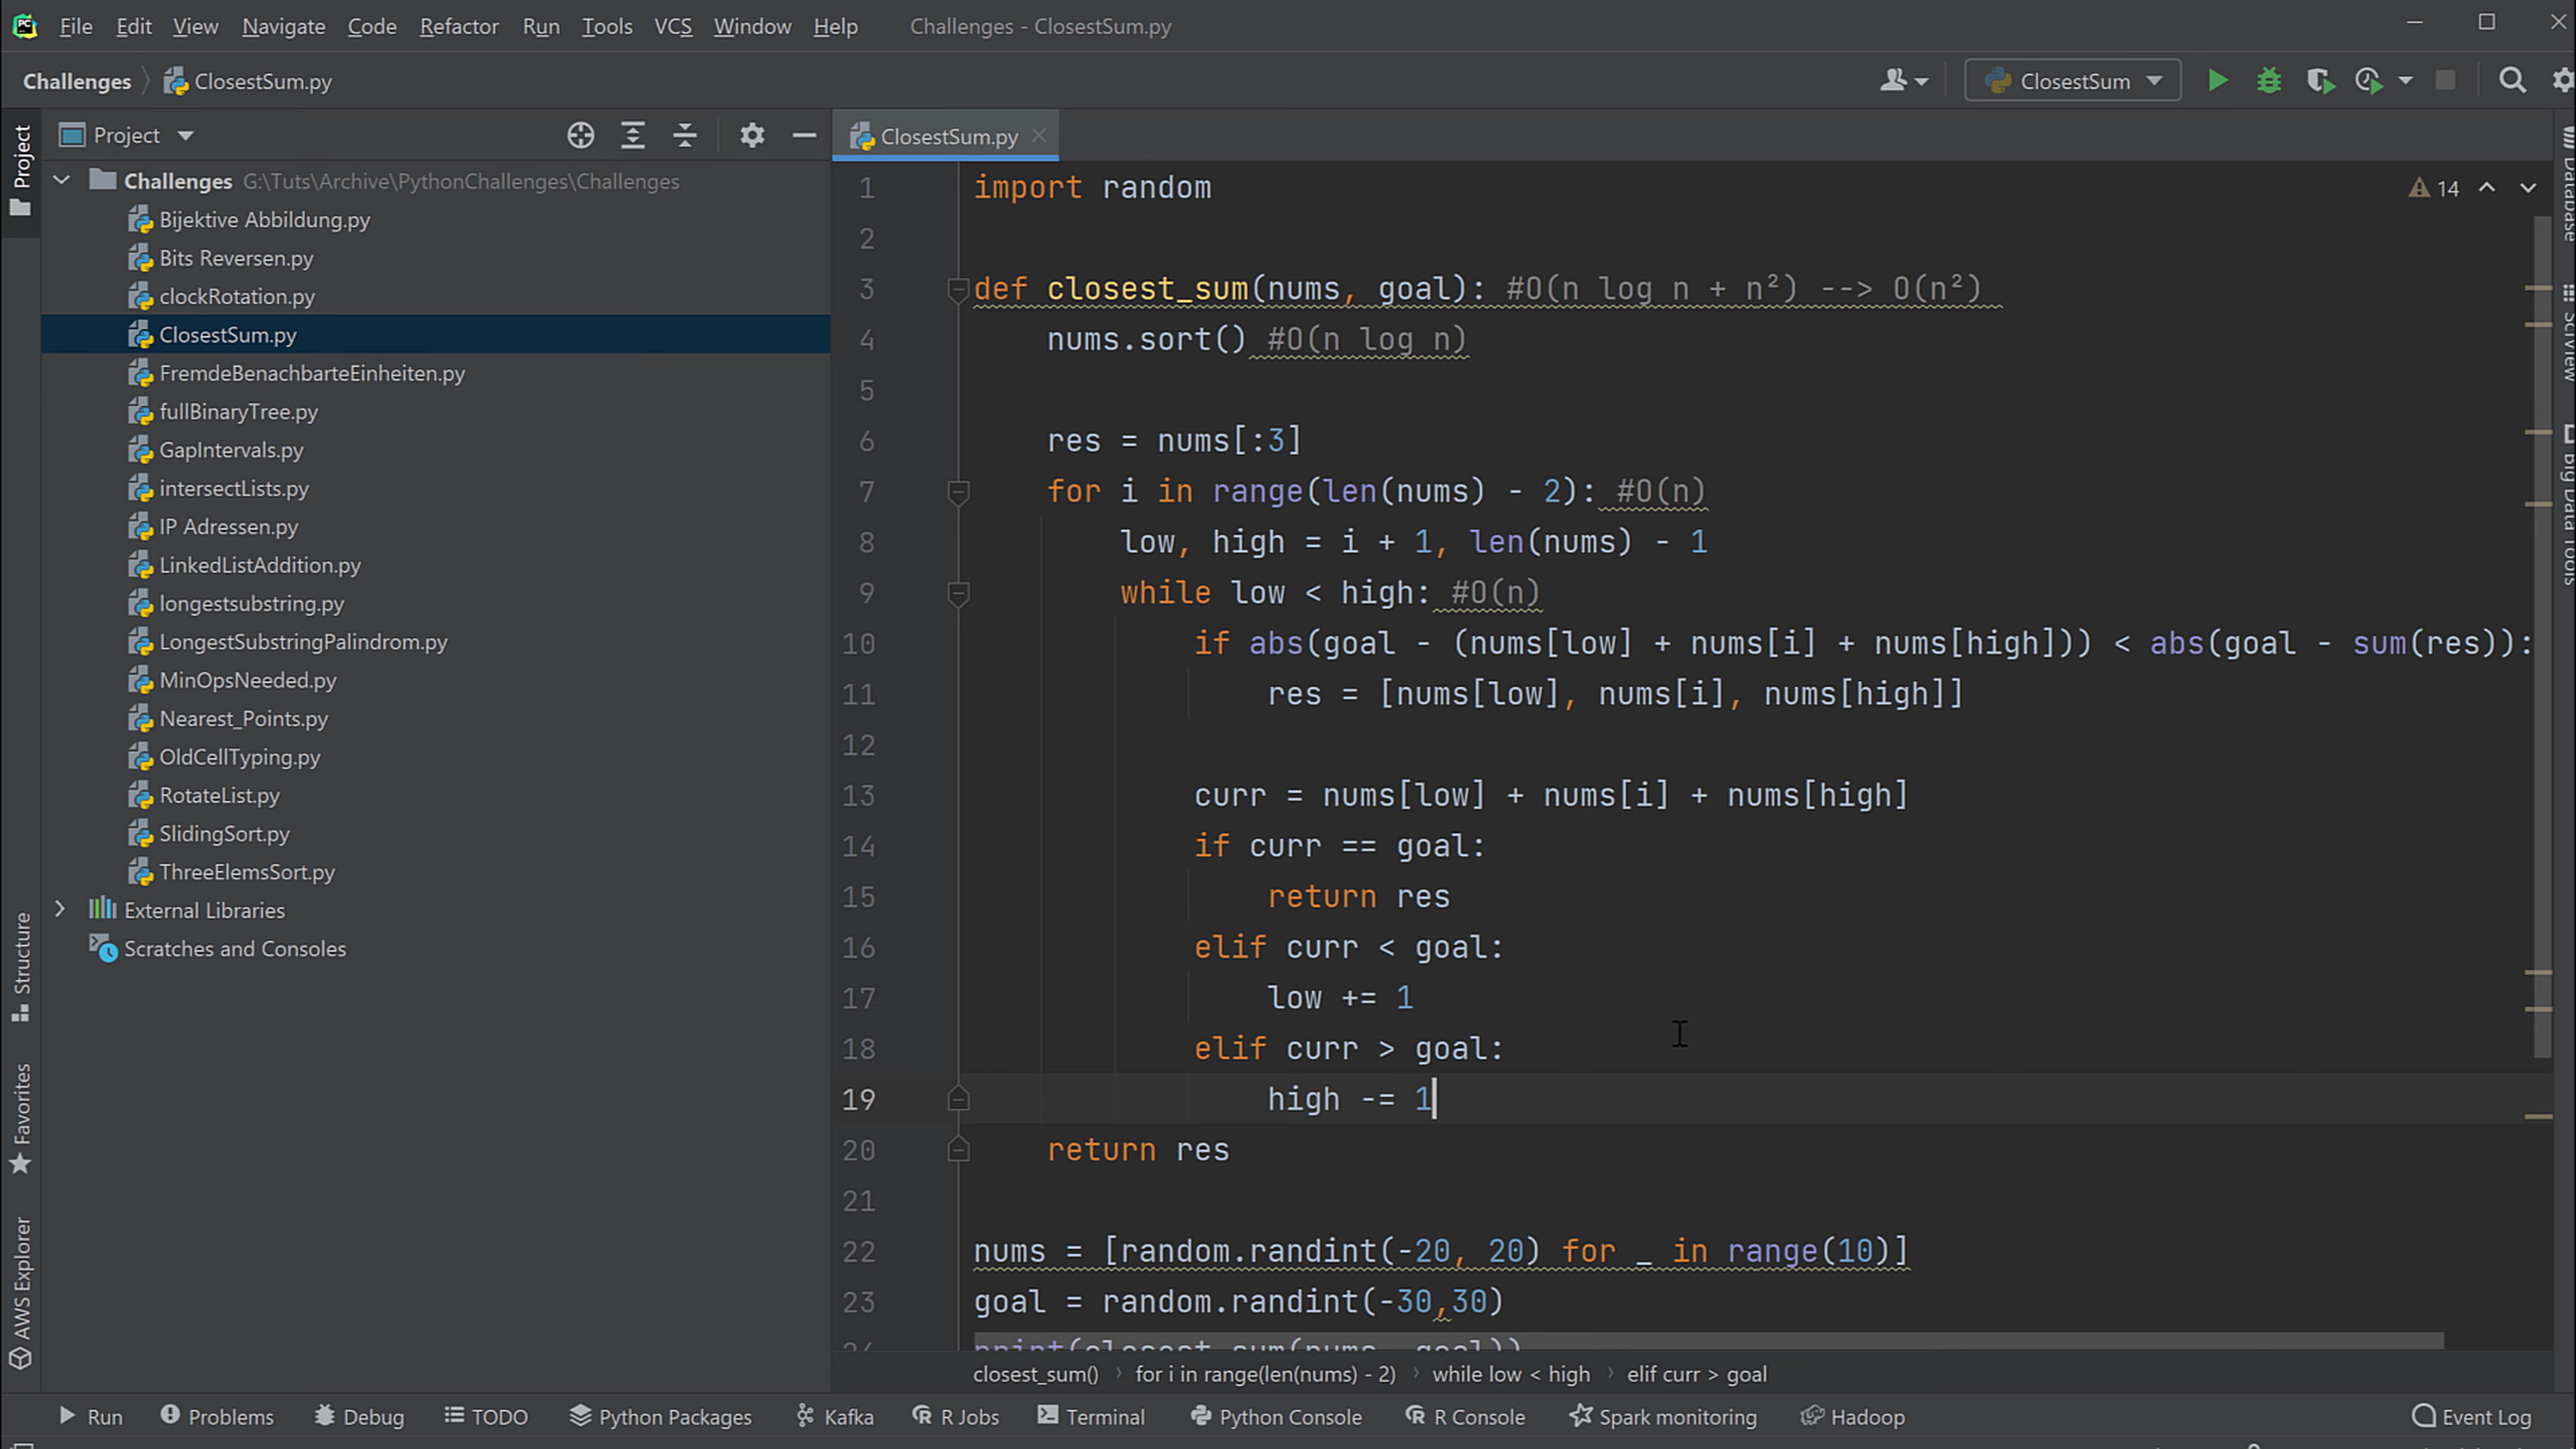 File Edit View Navigate Code Refactor Run Tools VCS Window Help Challenges - ClosestSum.py
Challenges ClosestSum.py ClosestSum
Project Project ClosestSum.py
Challenges G:\Tuts\Archive\PythonChallenges\Challenges
Bijektive Abbildung.py
Bits Reversen.py
clockRotation.py
ClosestSum.py
FremdeBenachbarteEinheiten.py
fullBinaryTree.py
GapIntervals.py
intersectLists.py
IP Adressen.py
LinkedListAddition.py
longestsubstring.py
LongestSubstringPalindrom.py
MinOpsNeeded.py
Nearest_Points.py
OldCellTyping.py
RotateList.py
SlidingSort.py
ThreeElemsSort.py
External Libraries
Scratches and Consoles
Structure
Favorites
AWS Explorer
1 import random
14
2
3 def closest_sum(nums, goal): #O(n log n + n²) --> O(n²)
4 nums.sort() #O(n log n)
5
6 res = nums[:3]
7 for i in range(len(nums) - 2): #O(n)
8 low, high = i + 1, len(nums) - 1
9 while low < high: #O(n)
10 if abs(goal - (nums[low] + nums[i] + nums[high])) < abs(goal - sum(res)):
11 res = [nums[low], nums[i], nums[high]]
12
13 curr = nums[low] + nums[i] + nums[high]
14 if curr == goal:
15 return res
16 elif curr < goal:
17 low += 1
18 elif curr > goal:
19 high -= 1
20 return res
21
22 nums = [random.randint(-20, 20) for _ in range(10)]
23 goal = random.randint(-30,30)
24 print(closest_sum(nums, goal))
Database
SciView
Big Data Tools
closest_sum() for i in range(len(nums) - 2) while low < high elif curr > goal
Run Problems Debug TODO Python Packages Kafka R Jobs Terminal Python Console R Console Spark monitoring Hadoop Event Log